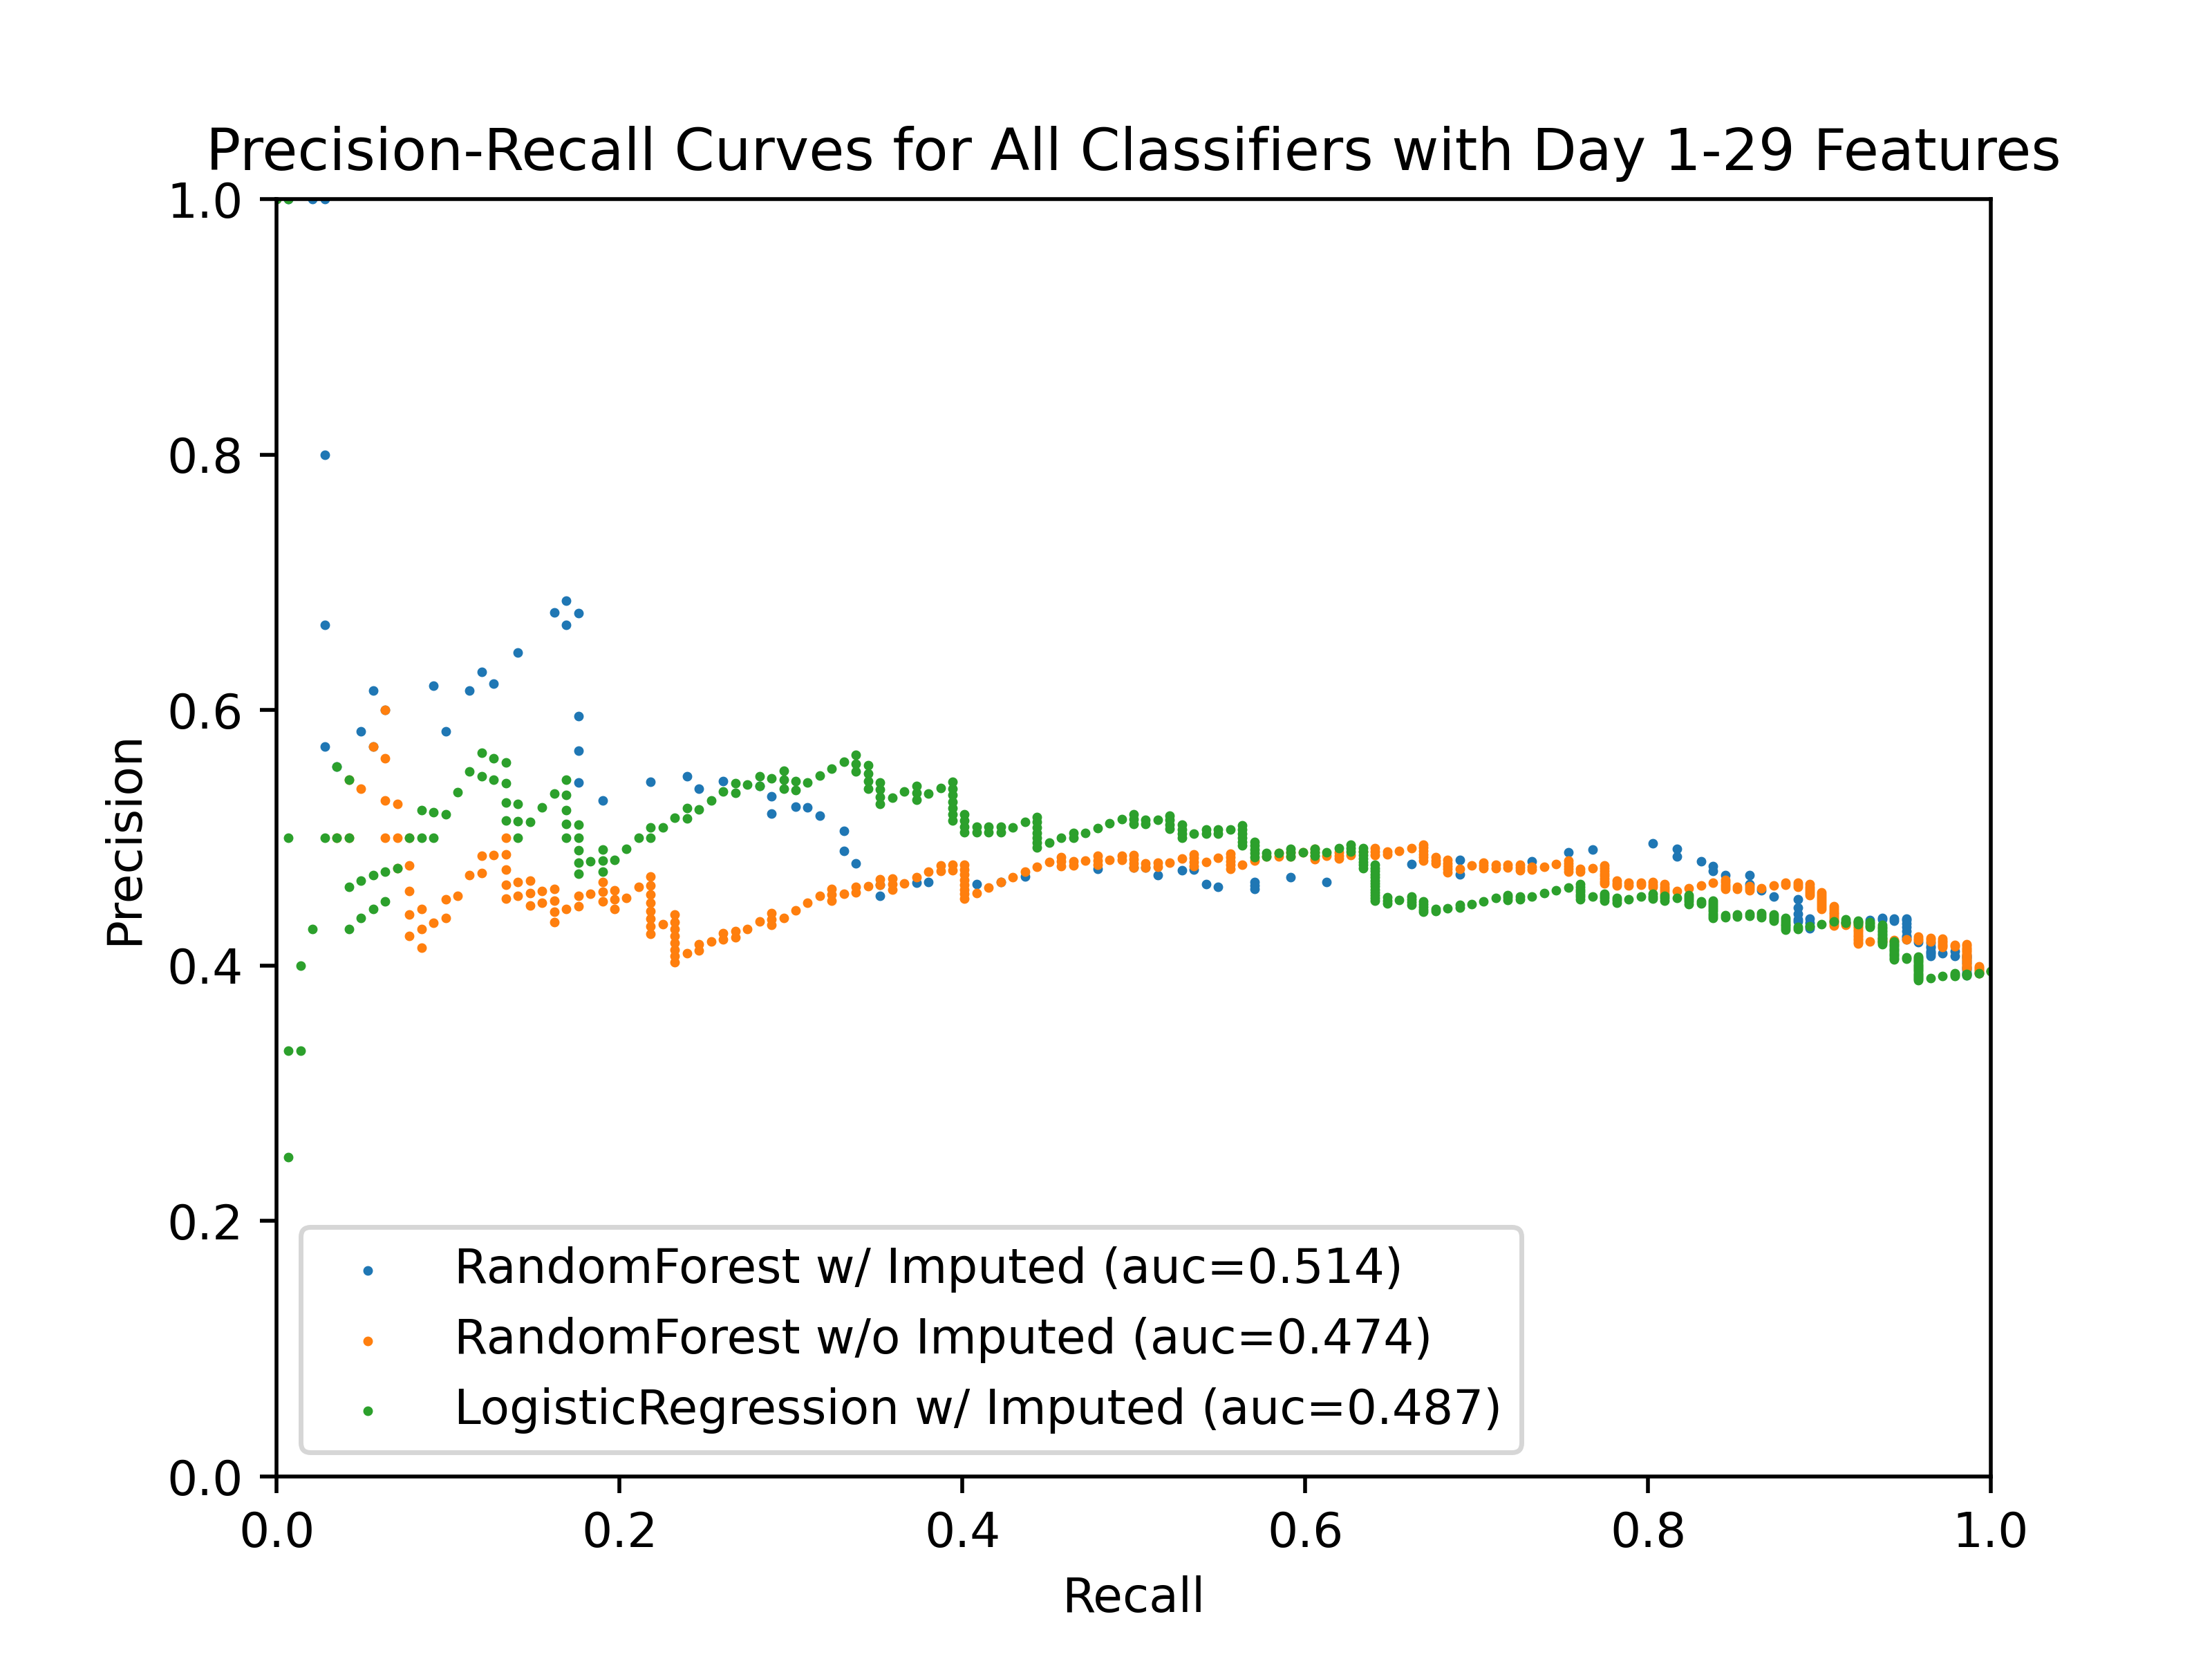 Precision-Recall Curves for All Classifiers with Day 1-29 Features
1.0
0.8
0.6
0.4
0.2
0.0
Precision
RandomForest w/ Imputed (auc=0.514)
RandomForest w/o Imputed (auc=0.474)
LogisticRegression w/ Imputed (auc=0.487)
0.0 0.2 0.4 0.6 0.8 1.0
Recall